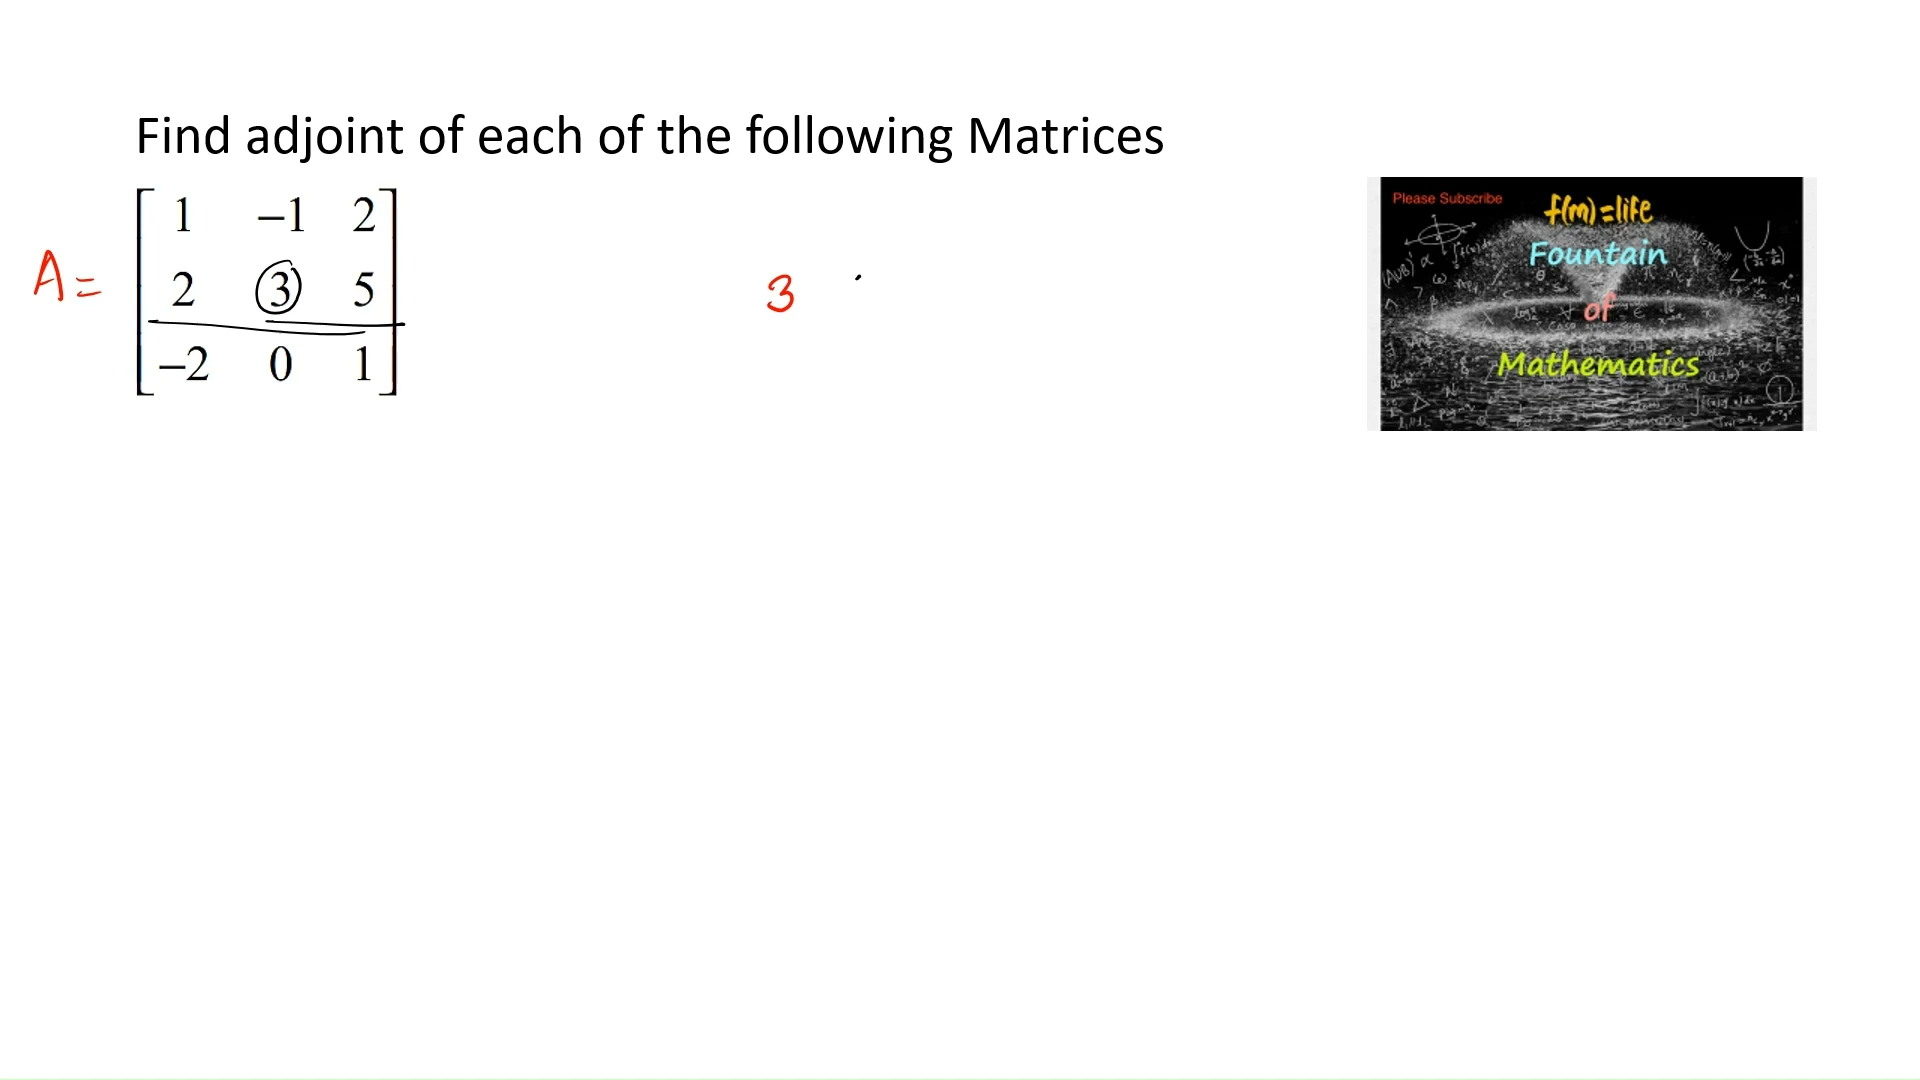 Find adjoint of each of the following Matrices
A =
1 −1 2
2 3 5
−2 0 1
3
Please Subscribe
f(m)=life
Fountain
of
Mathematics